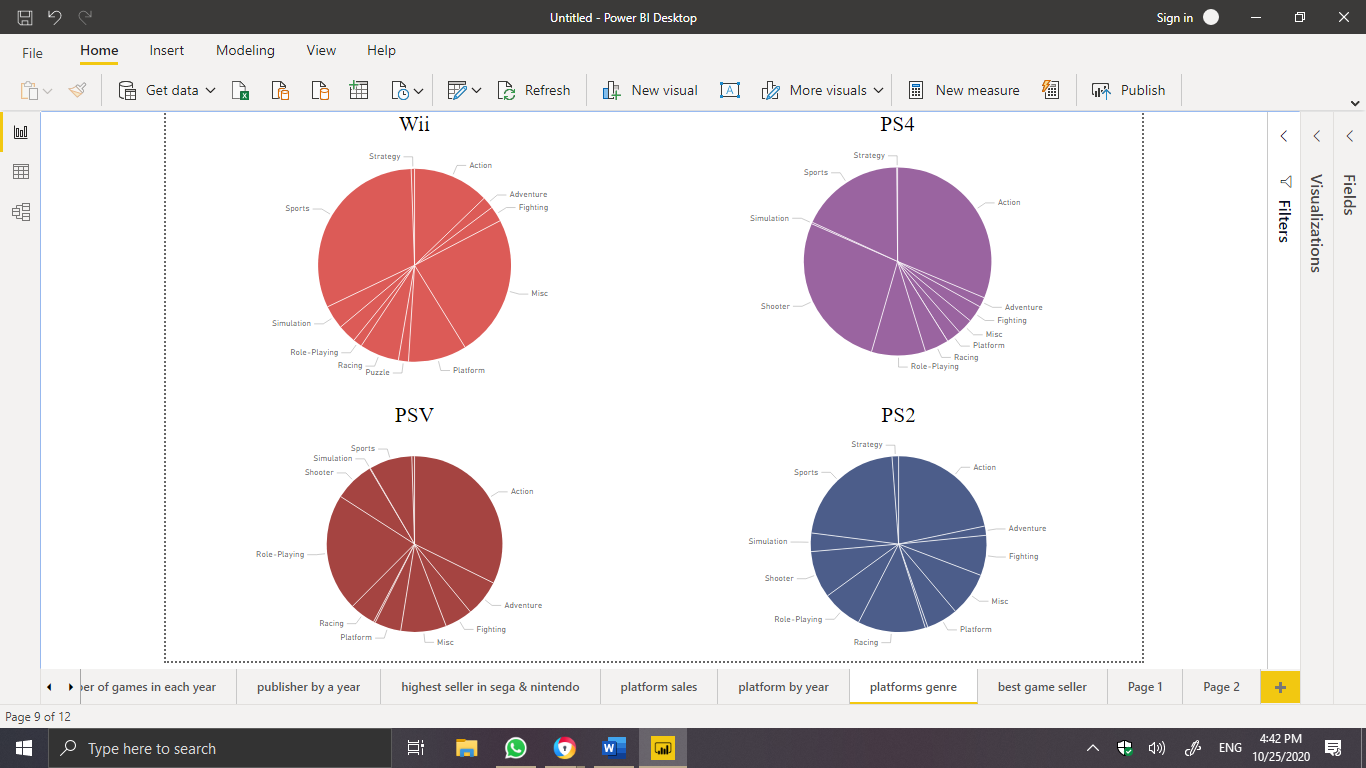 Untitled - Power BI Desktop
Sign in
File
Home
Insert
Modeling
View
Help
Get data
Refresh
New visual
A
More visuals
New measure
Publish
Wii
Strategy
Action
Adventure
Fighting
Sports
Misc
Simulation
Role-Playing
Racing
Puzzle
Platform
PS4
Strategy
Sports
Action
Simulation
Shooter
Adventure
Fighting
Misc
Platform
Racing
Role-Playing
PSV
Sports
Simulation
Shooter
Action
Role-Playing
Adventure
Racing
Fighting
Platform
Misc
PS2
Strategy
Action
Sports
Adventure
Simulation
Fighting
Shooter
Misc
Role-Playing
Platform
Racing
Filters
Visualizations
Fields
er of games in each year
publisher by a year
highest seller in sega & nintendo
platform sales
platform by year
platforms genre
best game seller
Page 1
Page 2
Page 9 of 12
Type here to search
W
ENG
4:42 PM
10/25/2020